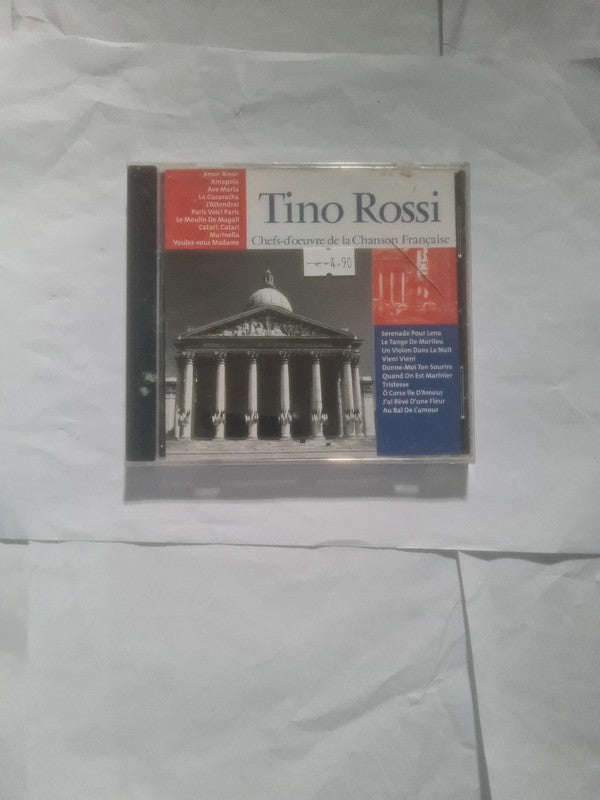 Amor Amor
Amapola
Ave Maria
La Cucaracha
J'Attendrai
Paris Voici Paris
Le Moulin De Magali
Catari, Catari
Marinella
Voulez-vous Madame
Tino Rossi
Chefs-d'oeuvre de la Chanson Française
4.90
Serenade Pour Lena
Le Tango De Marilou
Un Violon Dans La Nuit
Vieni Vieni
Donne-Moi Ton Sourire
Quand On Est Marinier
Tristesse
Ô Corse Île D'Amour
J'ai Rêvé D'une Fleur
Au Bal De L'amour